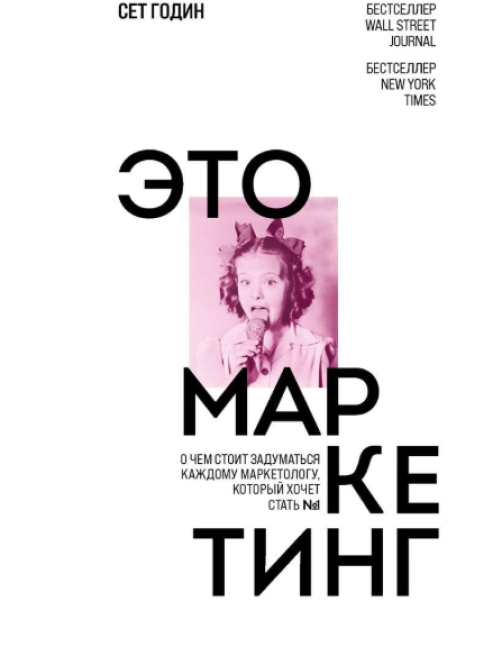 СЕТ ГОДИН
БЕСТСЕЛЛЕР
WALL STREET
JOURNAL
БЕСТСЕЛЛЕР
NEW YORK
TIMES
ЭТО
МАР
КЕ
ТИНГ
О ЧЕМ СТОИТ ЗАДУМАТЬСЯ
КАЖДОМУ МАРКЕТОЛОГУ,
КОТОРЫЙ ХОЧЕТ
СТАТЬ №1